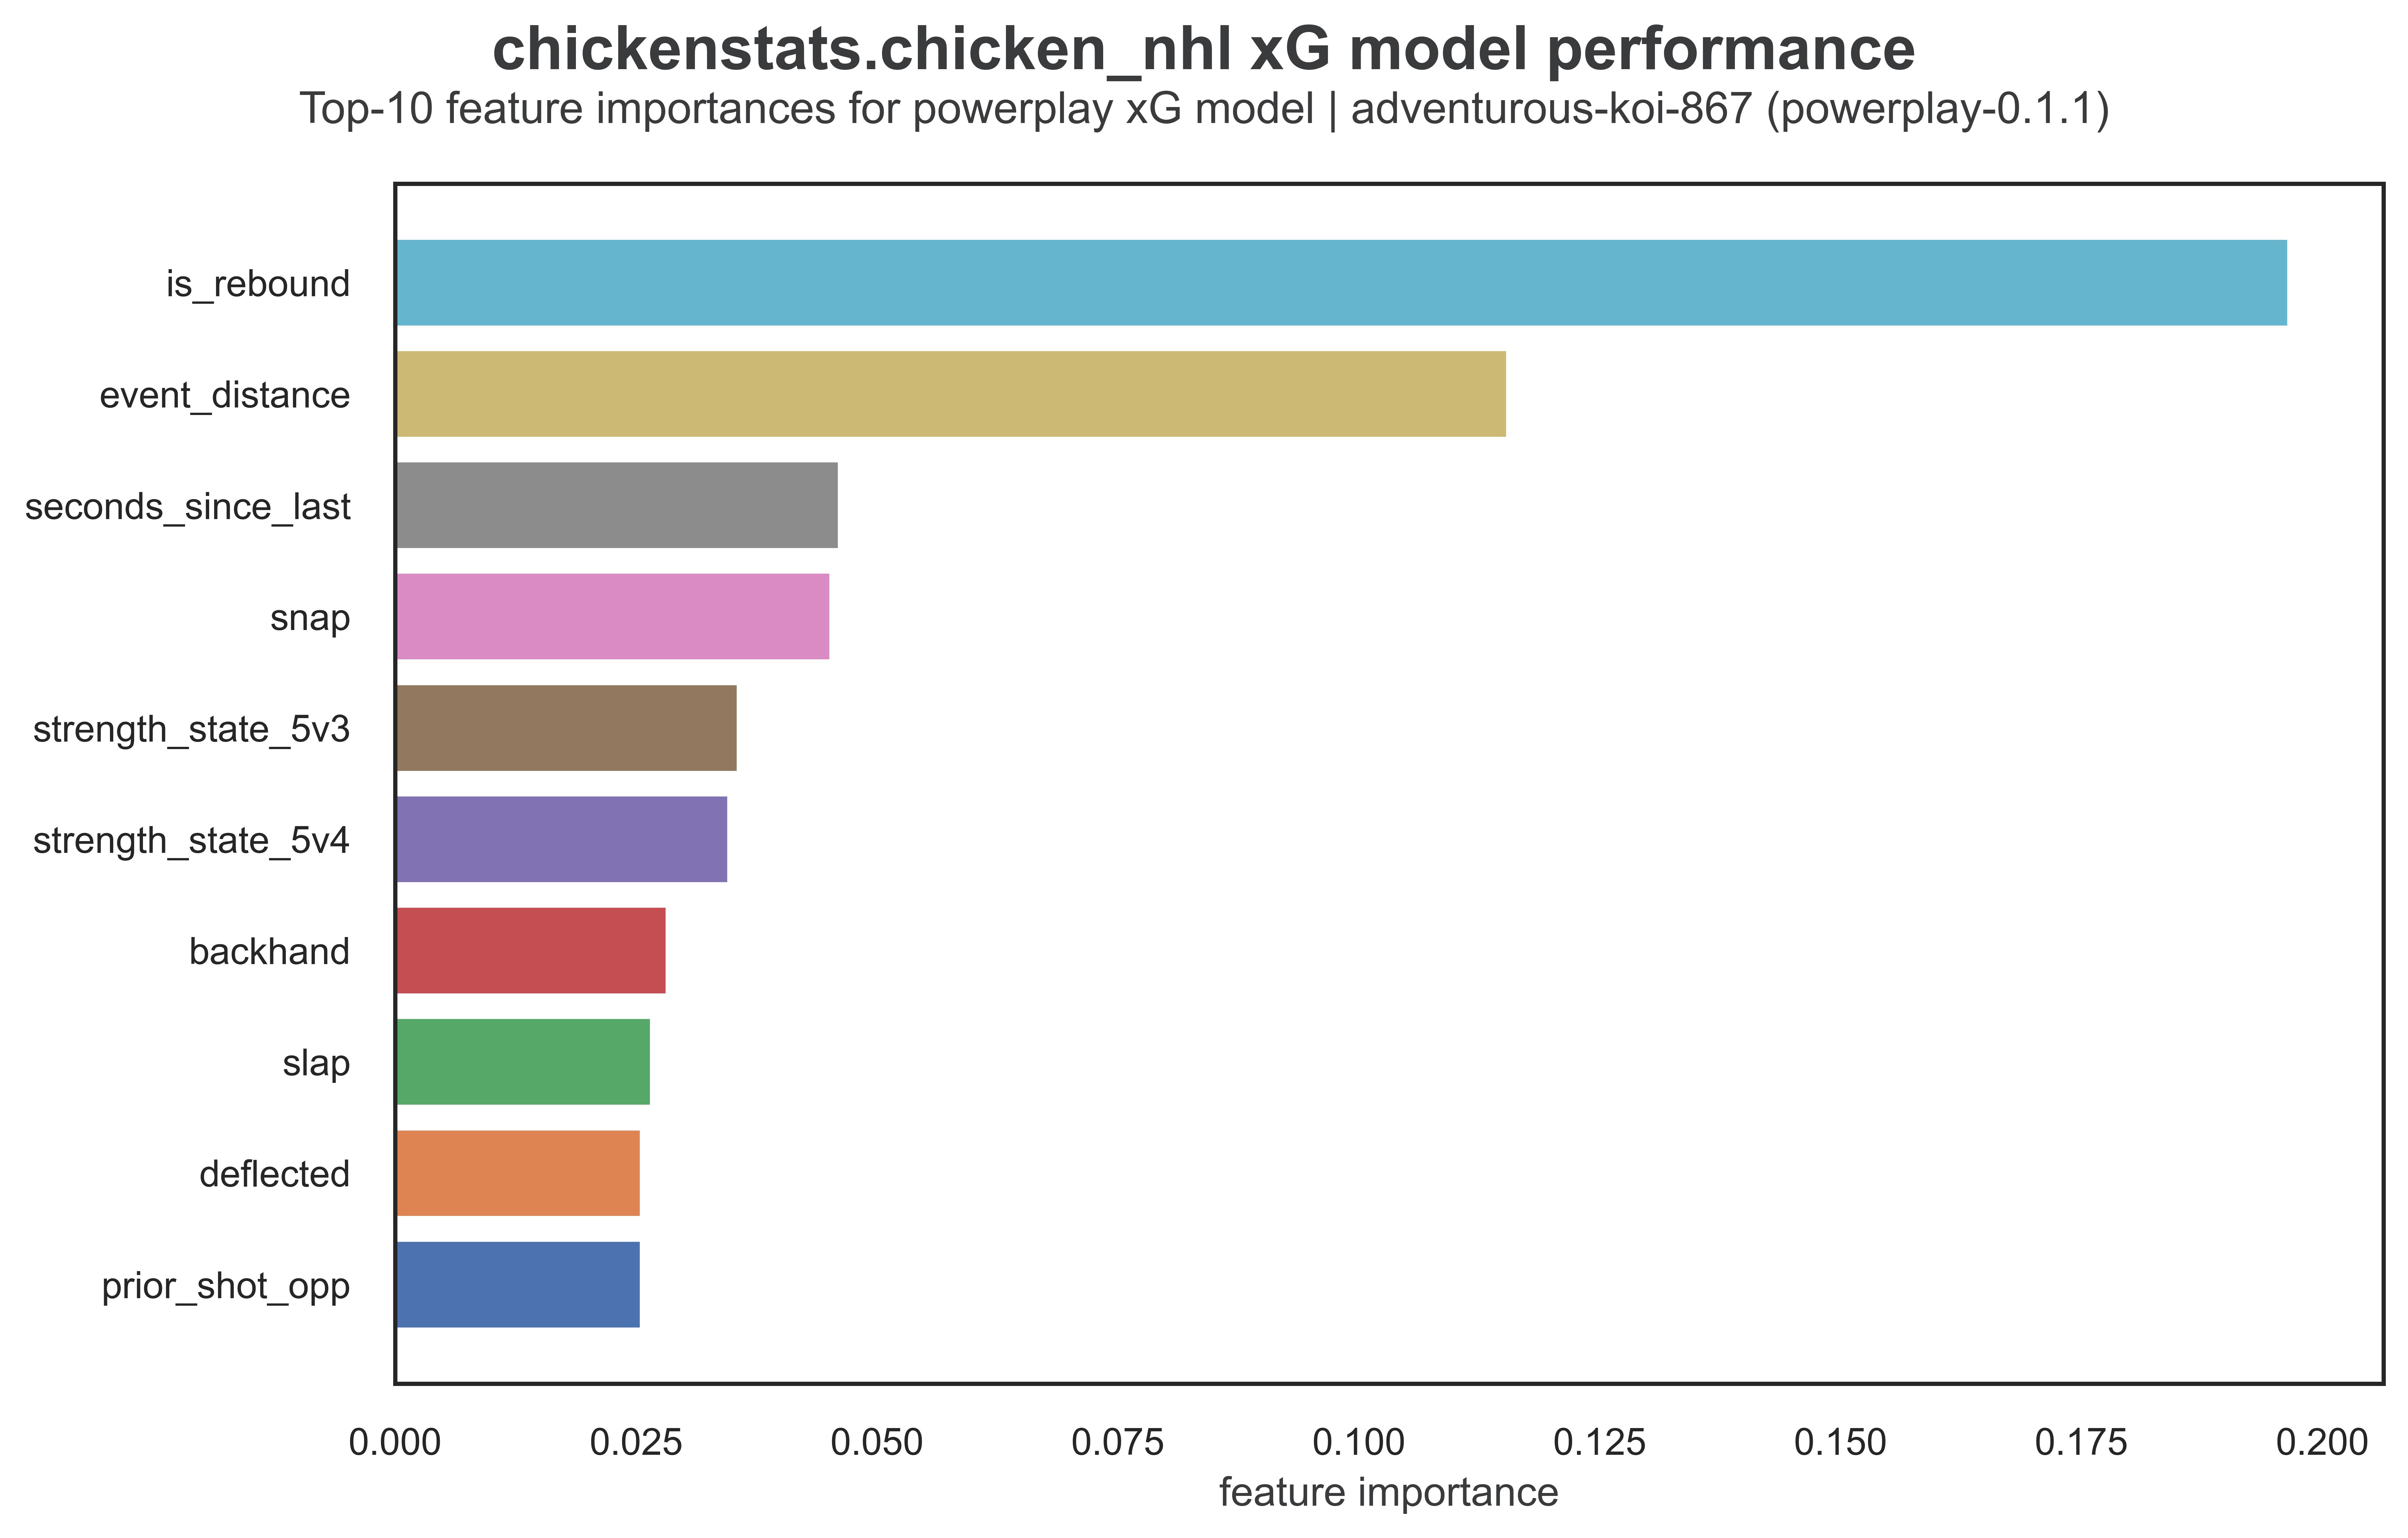 chickenstats.chicken_nhl xG model performance
Top-10 feature importances for powerplay xG model | adventurous-koi-867 (powerplay-0.1.1)
is_rebound
event_distance
seconds_since_last
snap
strength_state_5v3
strength_state_5v4
backhand
slap
deflected
prior_shot_opp
0.000 0.025 0.050 0.075 0.100 0.125 0.150 0.175 0.200
feature importance